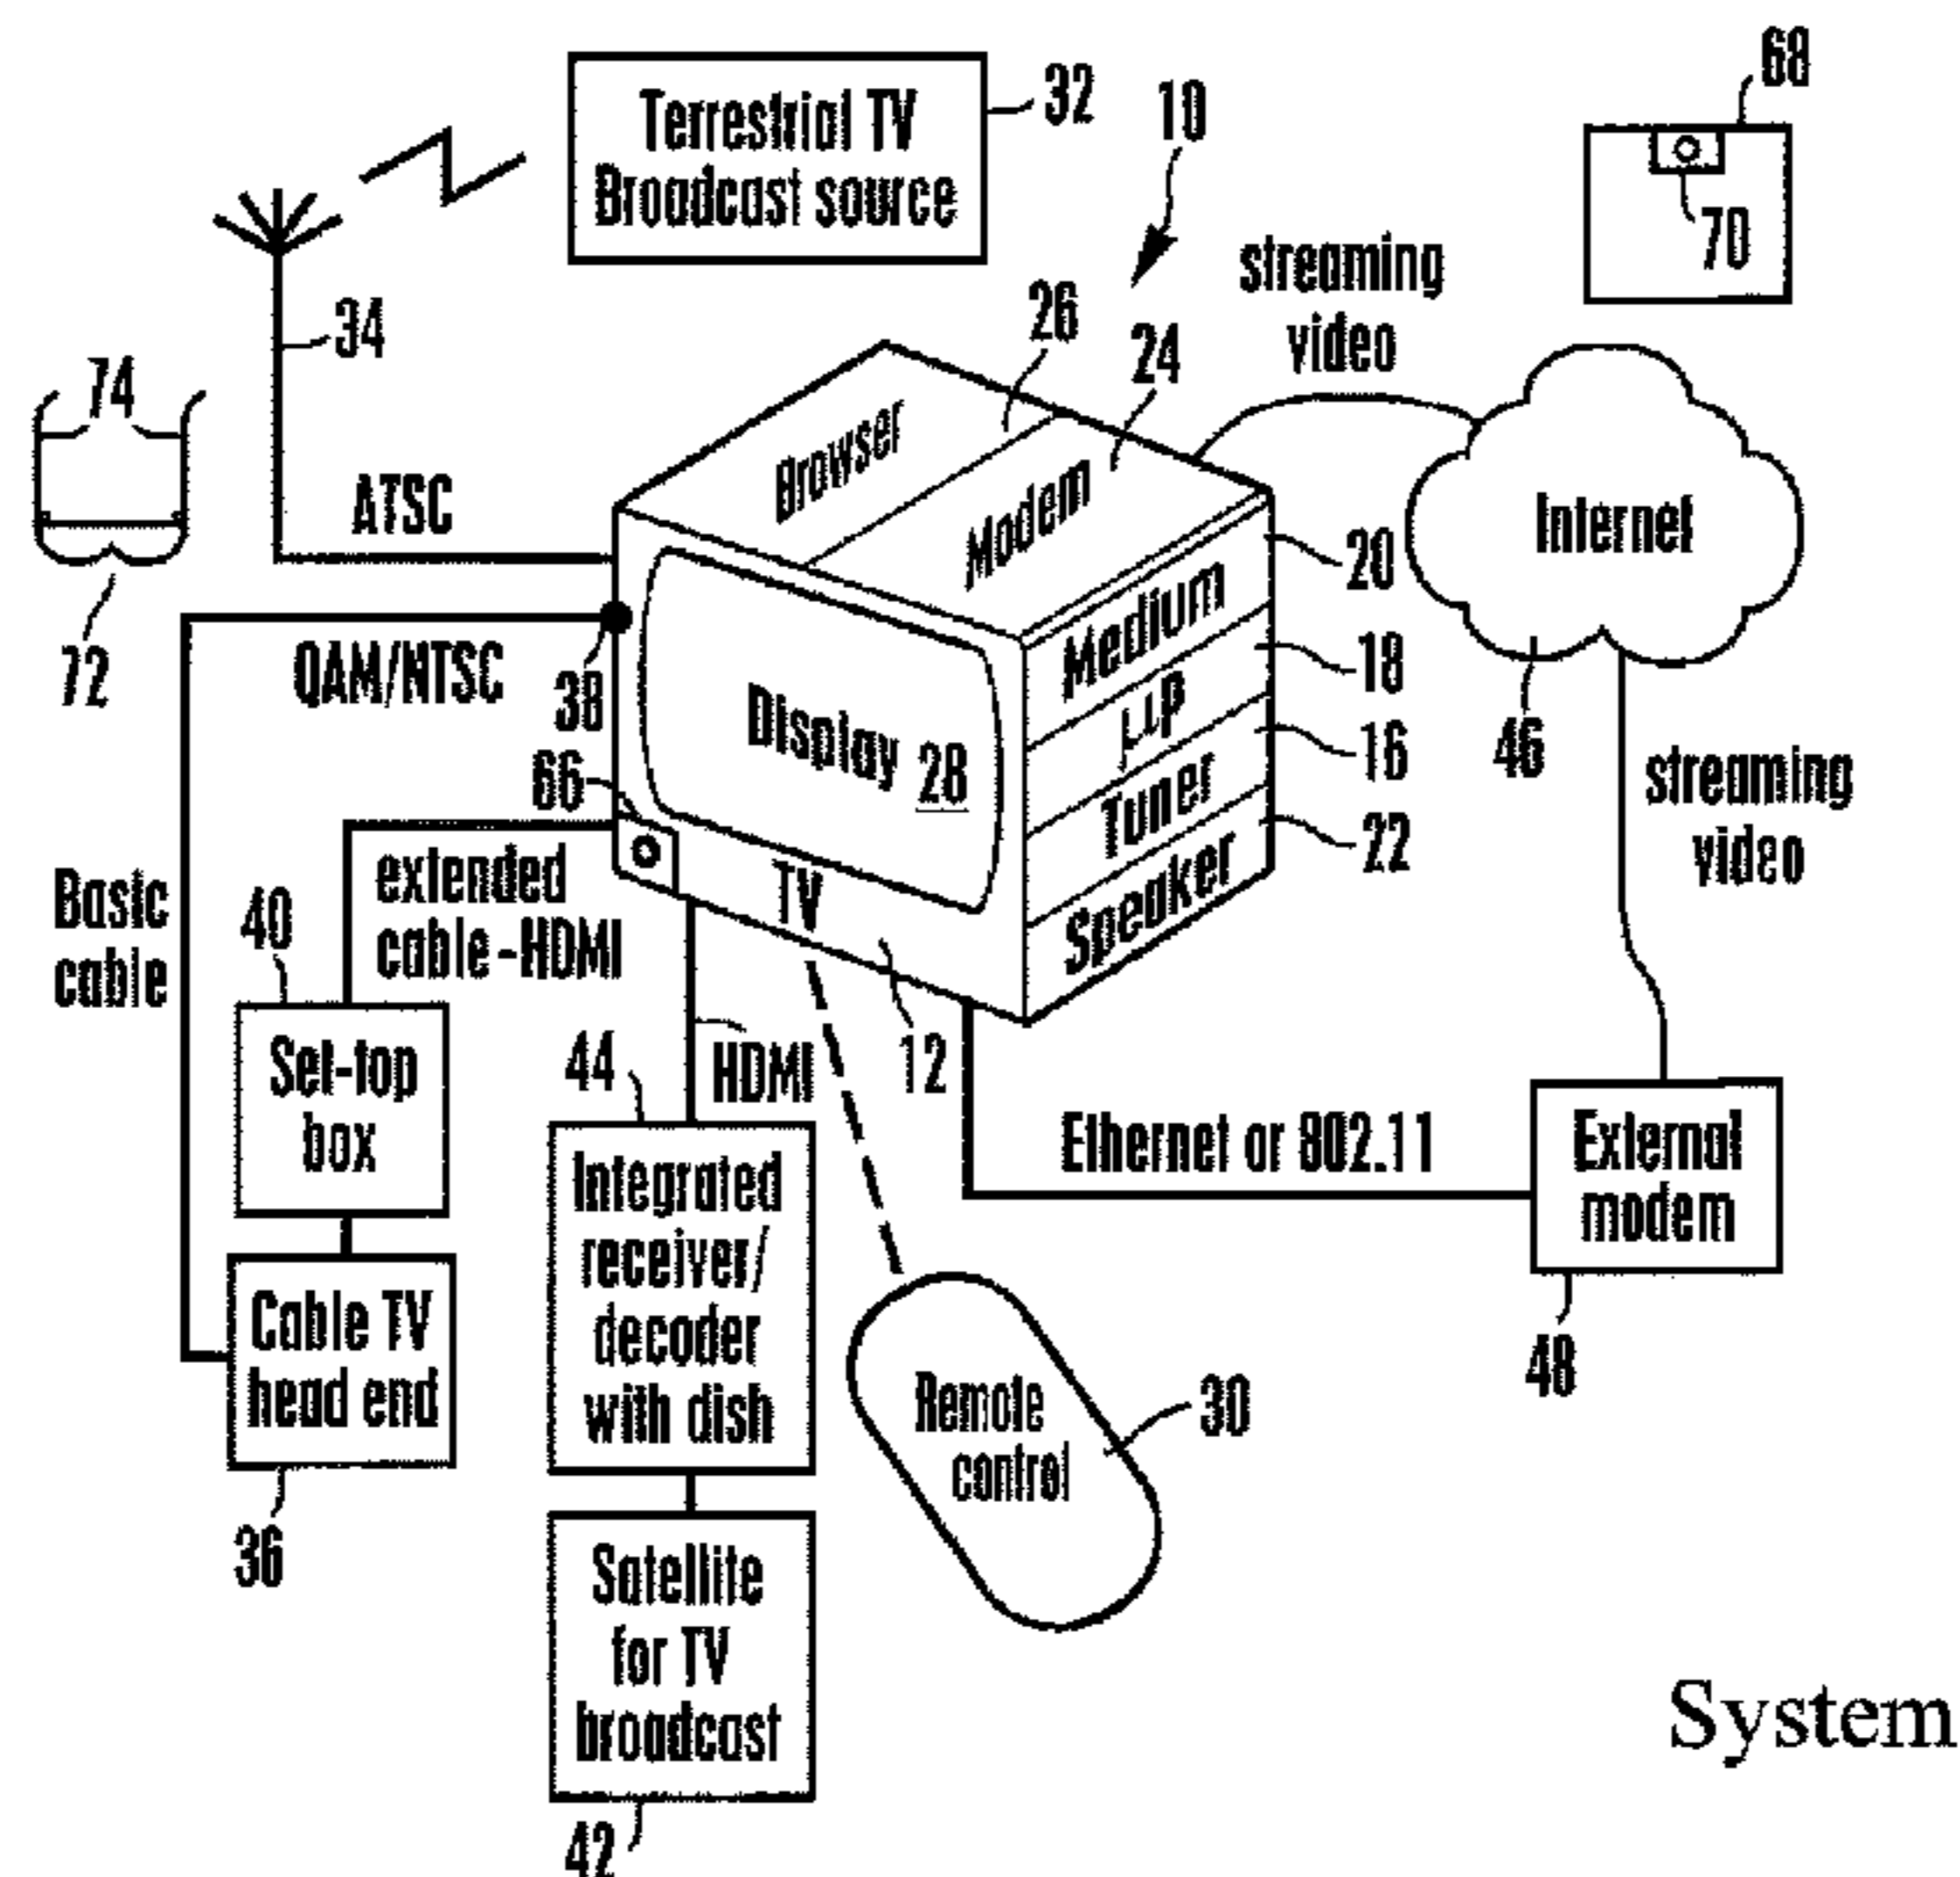 Terrestrial TV
Broadcast source
32
10
68
70
streaming
video
26
24
34
74
ATSC
Browser
Modem
Internet
20
Medium
18
μP
16
Tuner
22
Speaker
72
QAM/NTSC
38
Display 28
46
streaming
video
66
TV
Basic
cable
extended
cable-HDMI
40
12
Set-top
box
44
HDMI
Ethernet or 802.11
External
modem
48
Integrated
receiver/
decoder
with dish
Cable TV
head end
36
Remote
control
30
Satellite
for TV
broadcast
42
System